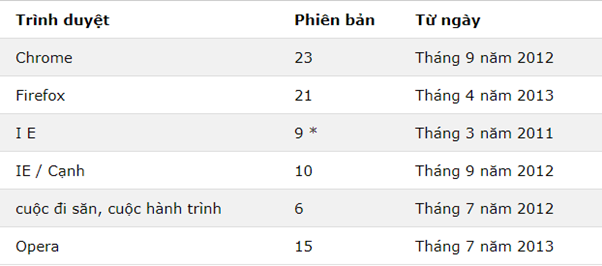 Trình duyệt Phiên bản Từ ngày
Chrome 23 Tháng 9 năm 2012
Firefox 21 Tháng 4 năm 2013
I E 9 * Tháng 3 năm 2011
IE / Cạnh 10 Tháng 9 năm 2012
cuộc đi săn, cuộc hành trình 6 Tháng 7 năm 2012
Opera 15 Tháng 7 năm 2013